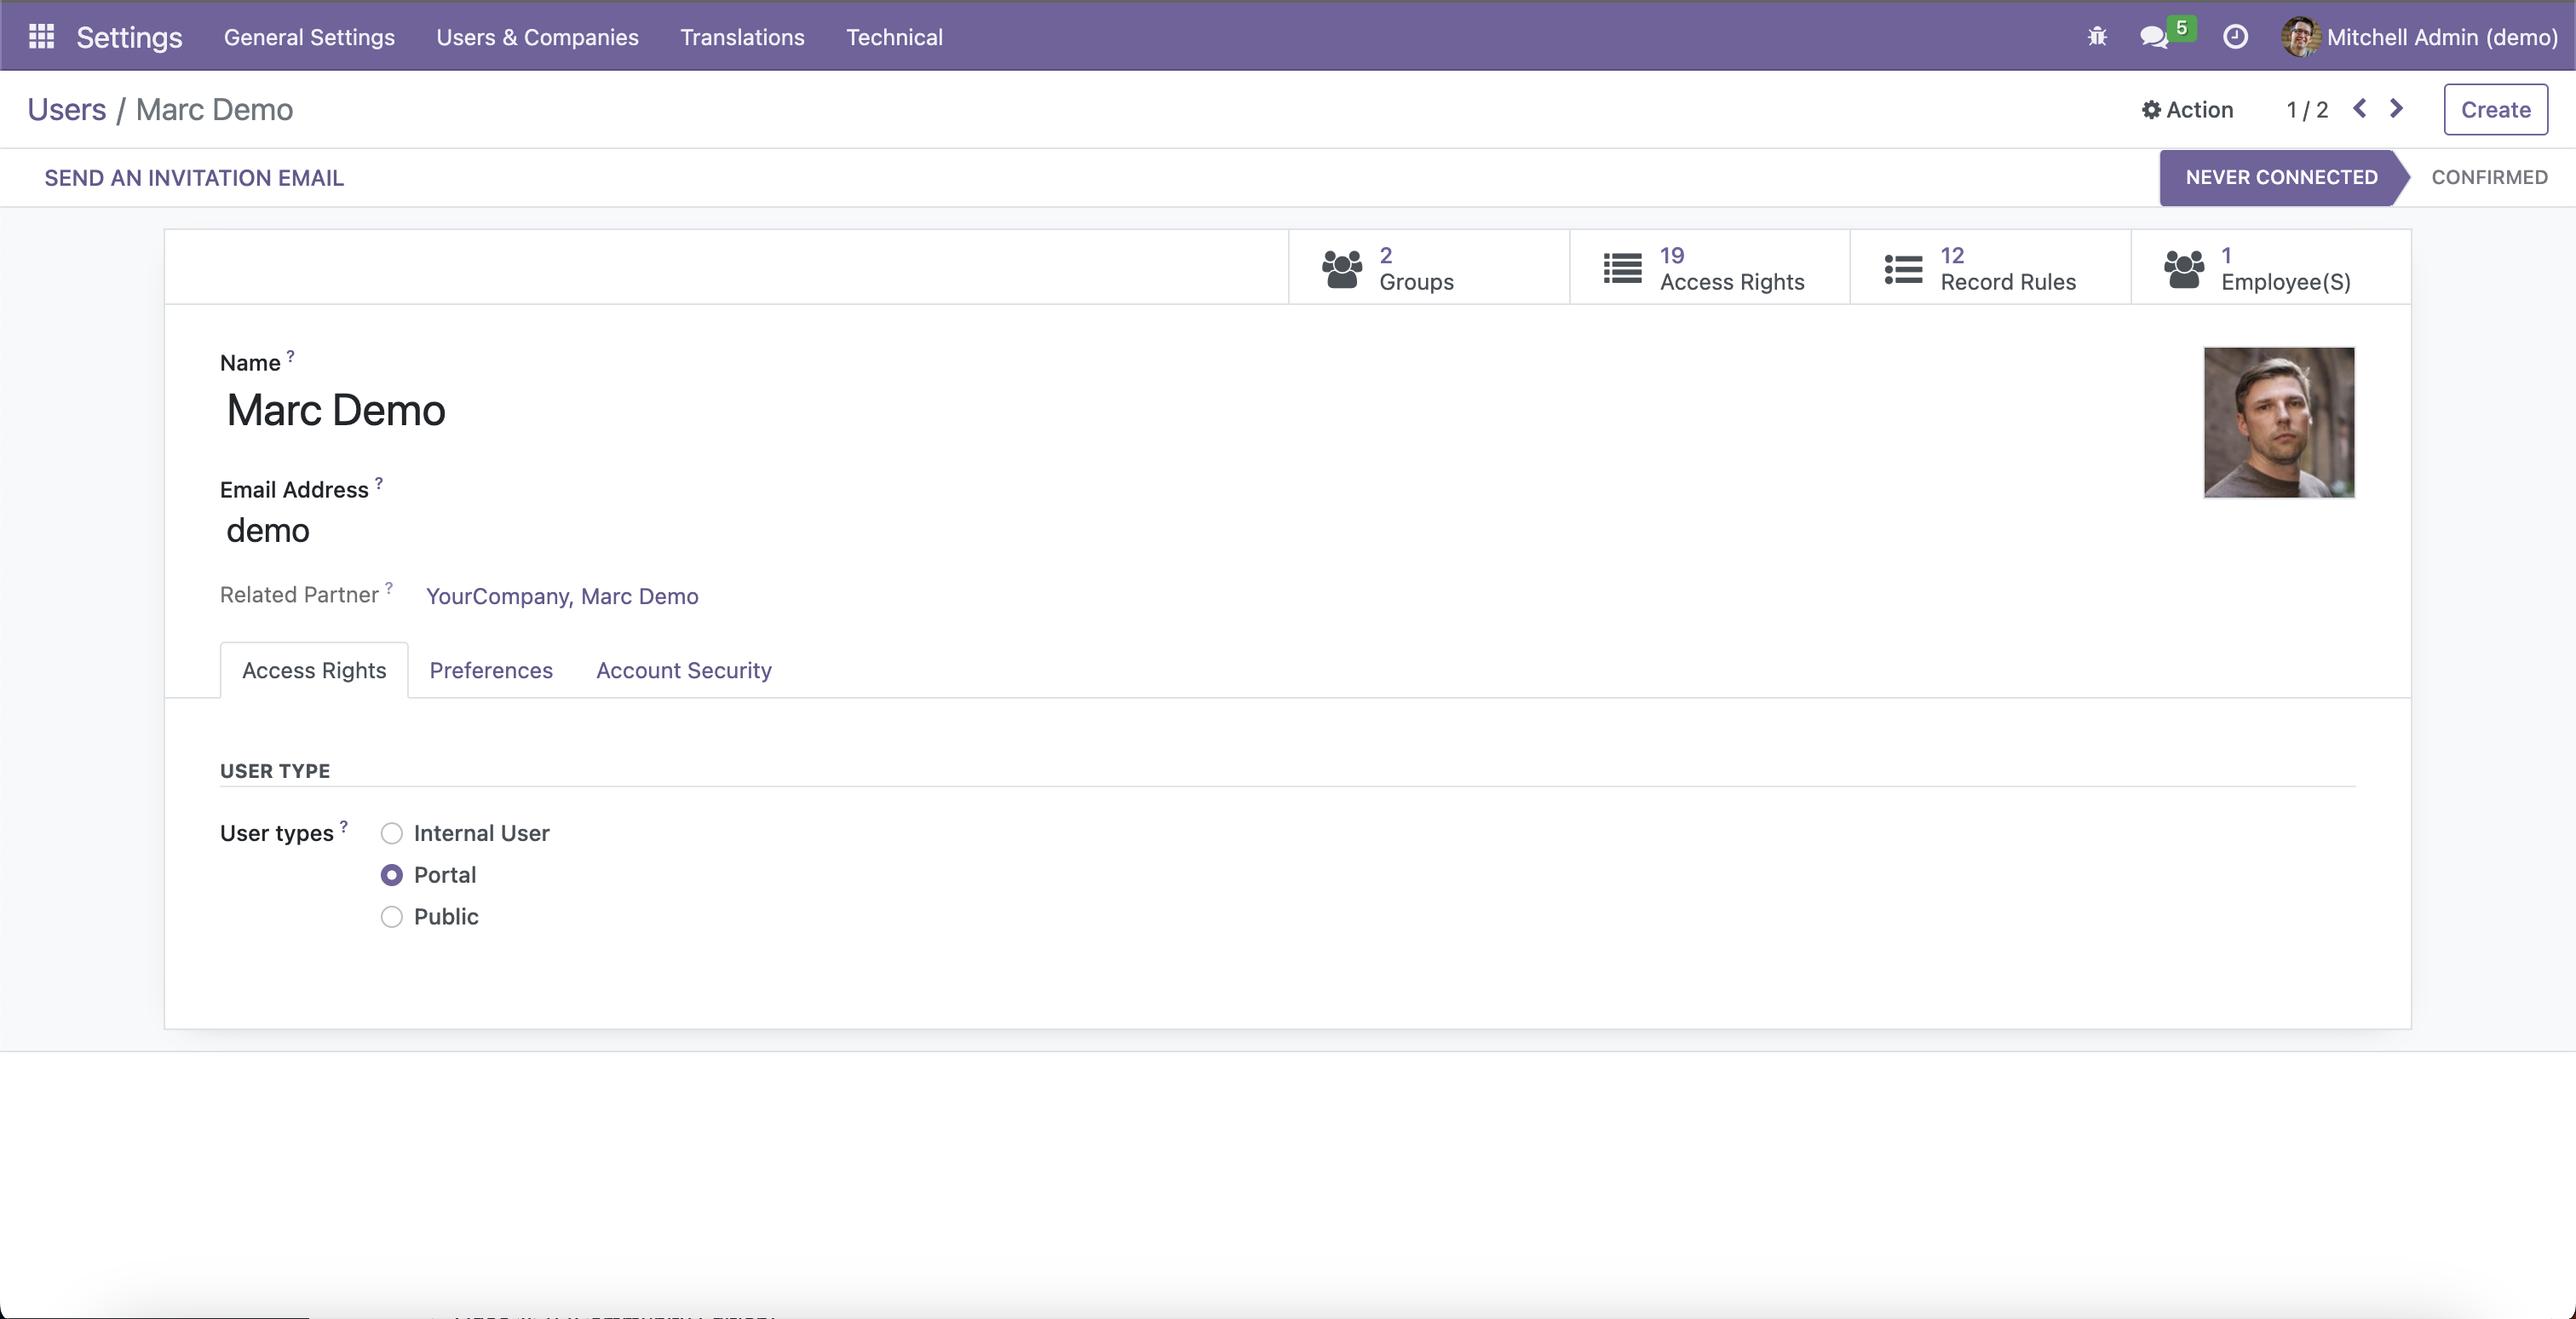 Settings General Settings Users & Companies Translations Technical 5 Mitchell Admin (demo)
Users / Marc Demo Action 1 / 2 Create
SEND AN INVITATION EMAIL NEVER CONNECTED CONFIRMED
2 19 12 1
Groups Access Rights Record Rules Employee(S)
Name ?
Marc Demo
Email Address ?
demo
Related Partner ? YourCompany, Marc Demo
Access Rights Preferences Account Security
USER TYPE
User types ? Internal User
Portal
Public